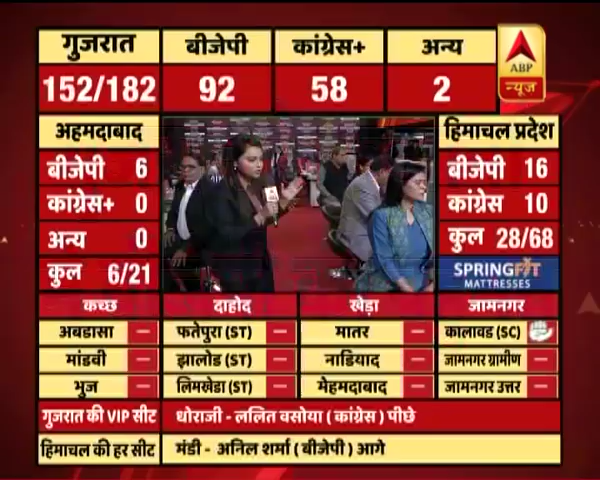 गुजरात बीजेपी कांग्रेस+ अन्य
152/182 92 58 2
ABP
न्यूज़
अहमदाबाद
बीजेपी 6
कांग्रेस+ 0
अन्य 0
कुल 6/21
हिमाचल प्रदेश
बीजेपी 16
कांग्रेस 10
कुल 28/68
SPRINGFIT
MATTRESSES
कच्छ दाहोद खेड़ा जामनगर
अबडासा — फतेपुरा (ST) — मातर — कालावड (SC)
मांडवी — झालोड (ST) — नाडियाद — जामनगर ग्रामीण —
भुज — लिमखेडा (ST) — मेहमदाबाद — जामनगर उत्तर —
गुजरात की VIP सीट धोराजी - ललित वसोया ( कांग्रेस ) पीछे
हिमाचल की हर सीट मंडी - अनिल शर्मा ( बीजेपी ) आगे